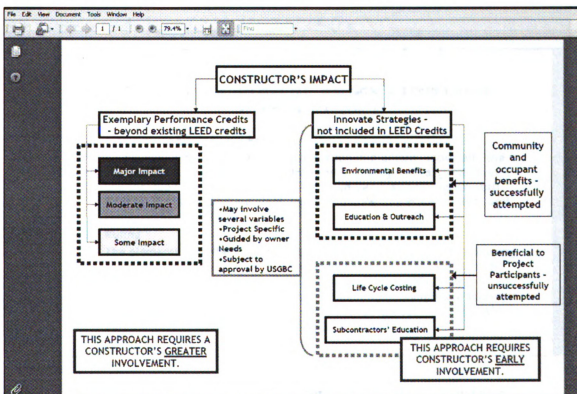 File Edit View Document Tools Window Help
1 / 1
79.4%
Find
CONSTRUCTOR'S IMPACT
Exemplary Performance Credits
- beyond existing LEED credits
Major Impact
Moderate Impact
Some Impact
THIS APPROACH REQUIRES A
CONSTRUCTOR'S GREATER
INVOLVEMENT.
Innovate Strategies -
not included in LEED Credits
•May involve
several variables
•Project Specific
•Guided by owner
Needs
•Subject to
approval by USGBC
Environmental Benefits
Education & Outreach
Life Cycle Costing
Subcontractors' Education
Community
and
occupant
benefits -
successfully
attempted
Beneficial to
Project
Participants -
unsuccessfully
attempted
THIS APPROACH REQUIRES
CONSTRUCTOR'S EARLY
INVOLVEMENT.